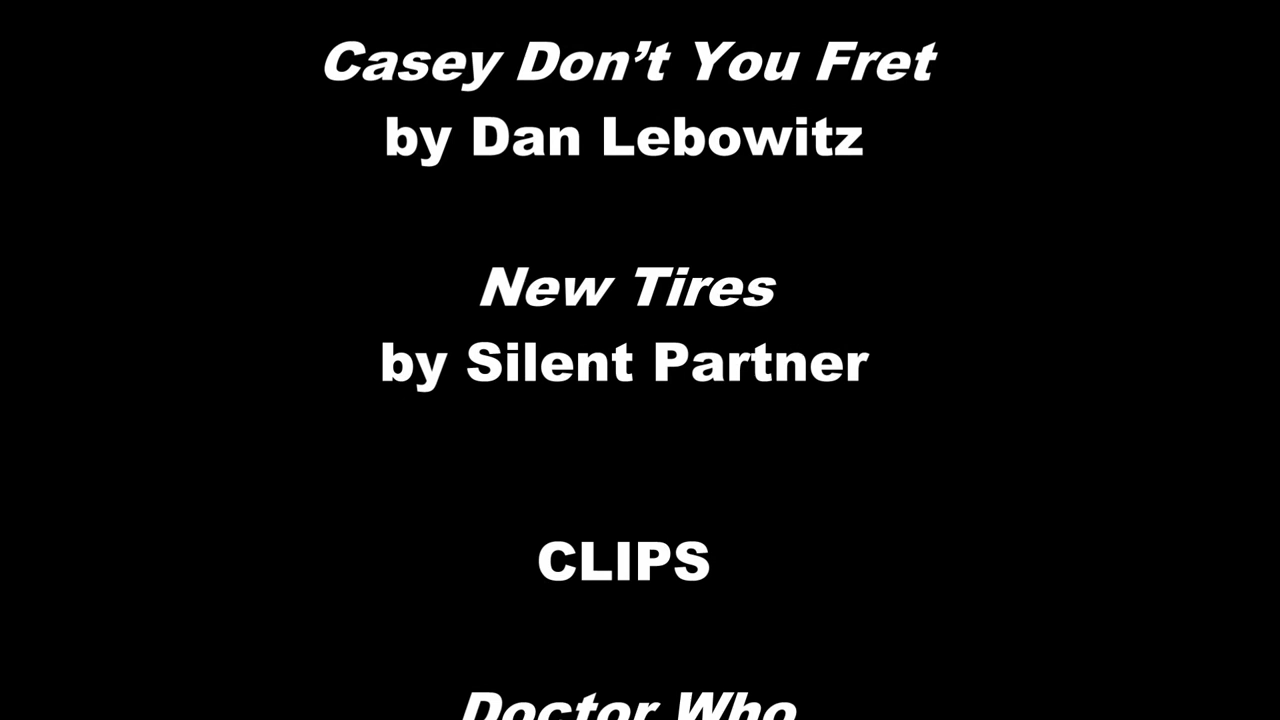 Casey Don’t You Fret
by Dan Lebowitz
New Tires
by Silent Partner
CLIPS
Doctor Who